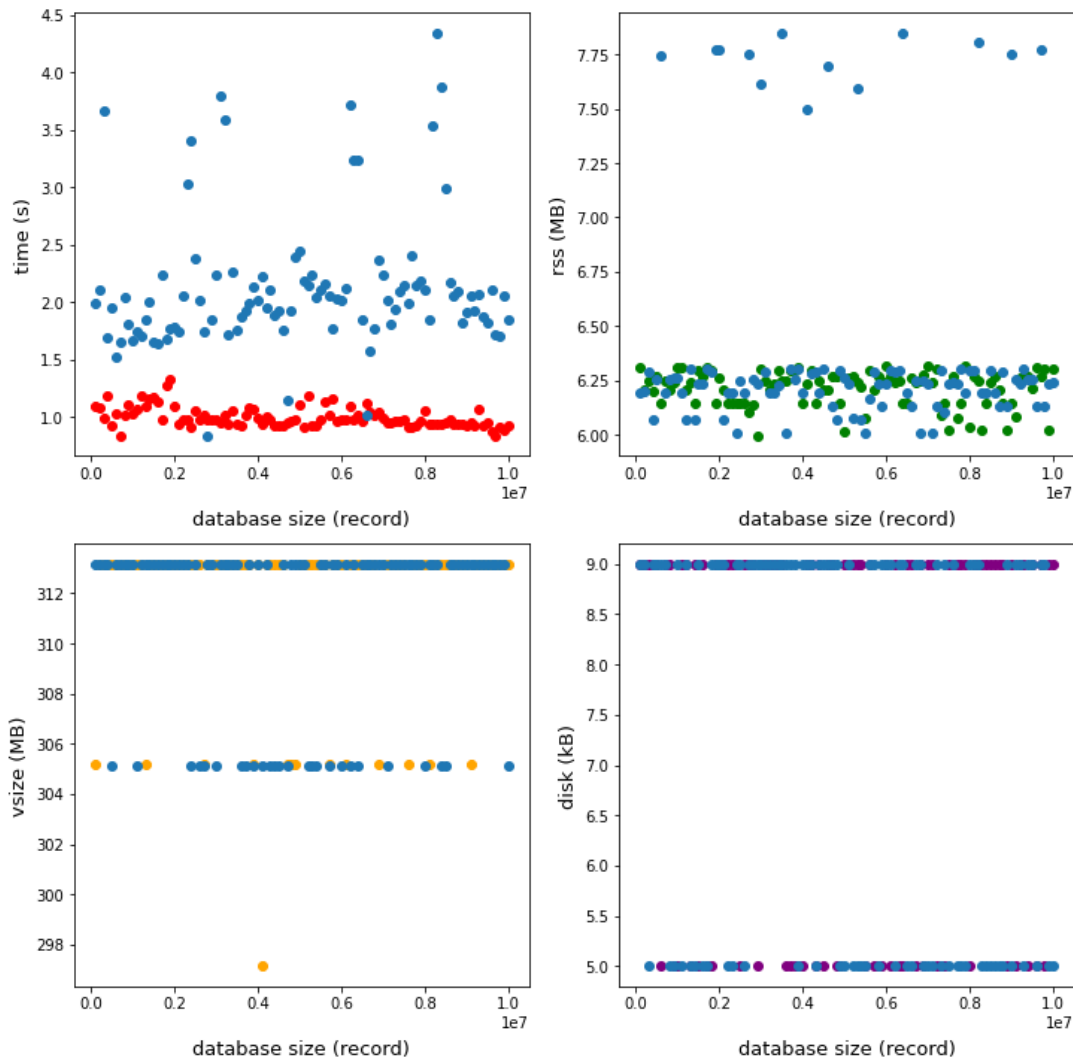 4.5
4.0
3.5
3.0
2.5
2.0
1.5
1.0
time (s)
0.0 0.2 0.4 0.6 0.8 1.0
1e7
database size (record)
7.75
7.50
7.25
7.00
6.75
6.50
6.25
6.00
rss (MB)
0.0 0.2 0.4 0.6 0.8 1.0
1e7
database size (record)
312
310
308
306
304
302
300
298
vsize (MB)
0.0 0.2 0.4 0.6 0.8 1.0
1e7
database size (record)
9.0
8.5
8.0
7.5
7.0
6.5
6.0
5.5
5.0
disk (kB)
0.0 0.2 0.4 0.6 0.8 1.0
1e7
database size (record)